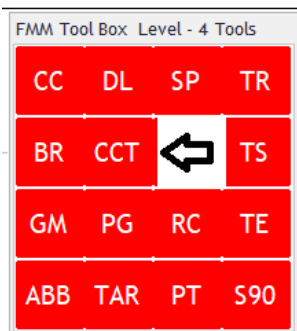 FMM Tool Box Level - 4 Tools
CC DL SP TR
BR CCT TS
GM PG RC TE
ABB TAR PT S90